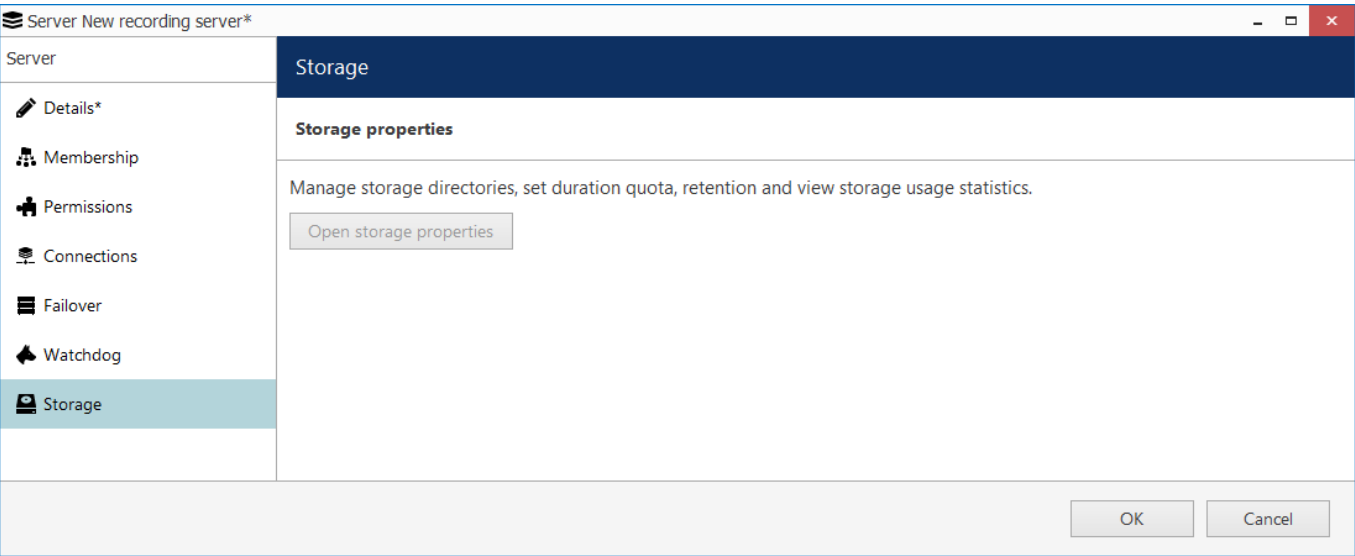 Server New recording server*
Server
Details*
Membership
Permissions
Connections
Failover
Watchdog
Storage
Storage
Storage properties
Manage storage directories, set duration quota, retention and view storage usage statistics.
Open storage properties
OK
Cancel